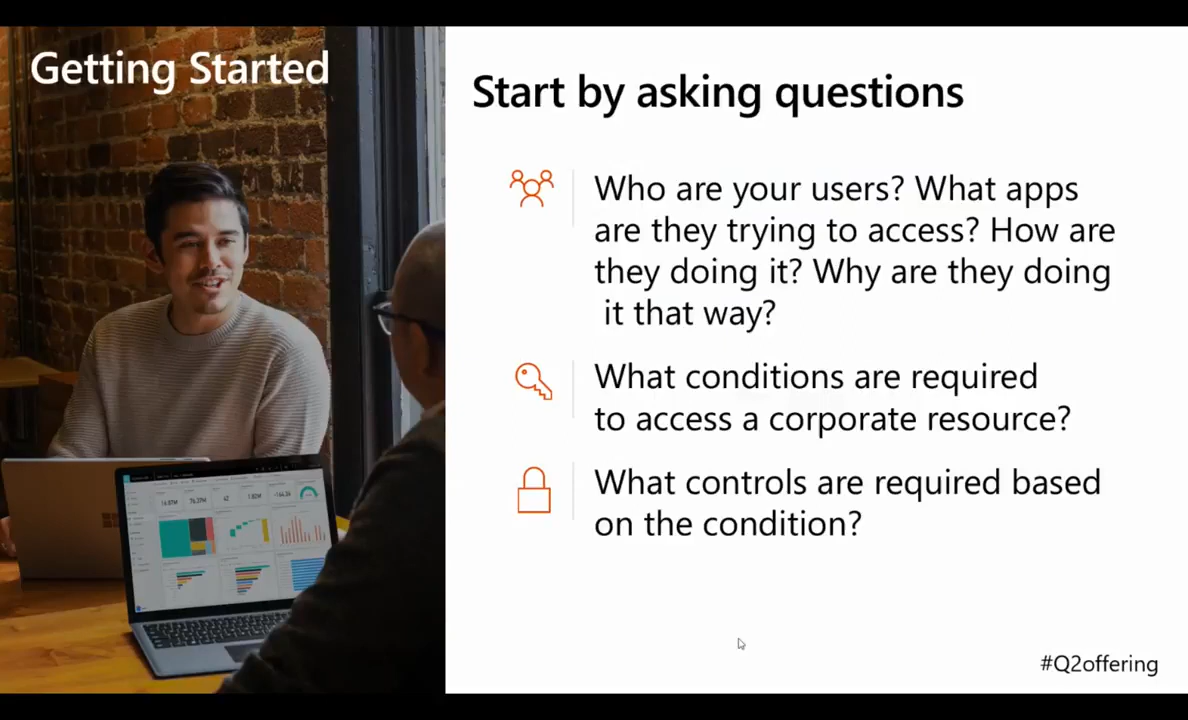 Getting Started
Start by asking questions
Who are your users? What apps
are they trying to access? How are
they doing it? Why are they doing
it that way?
What conditions are required
to access a corporate resource?
What controls are required based
on the condition?
#Q2offering